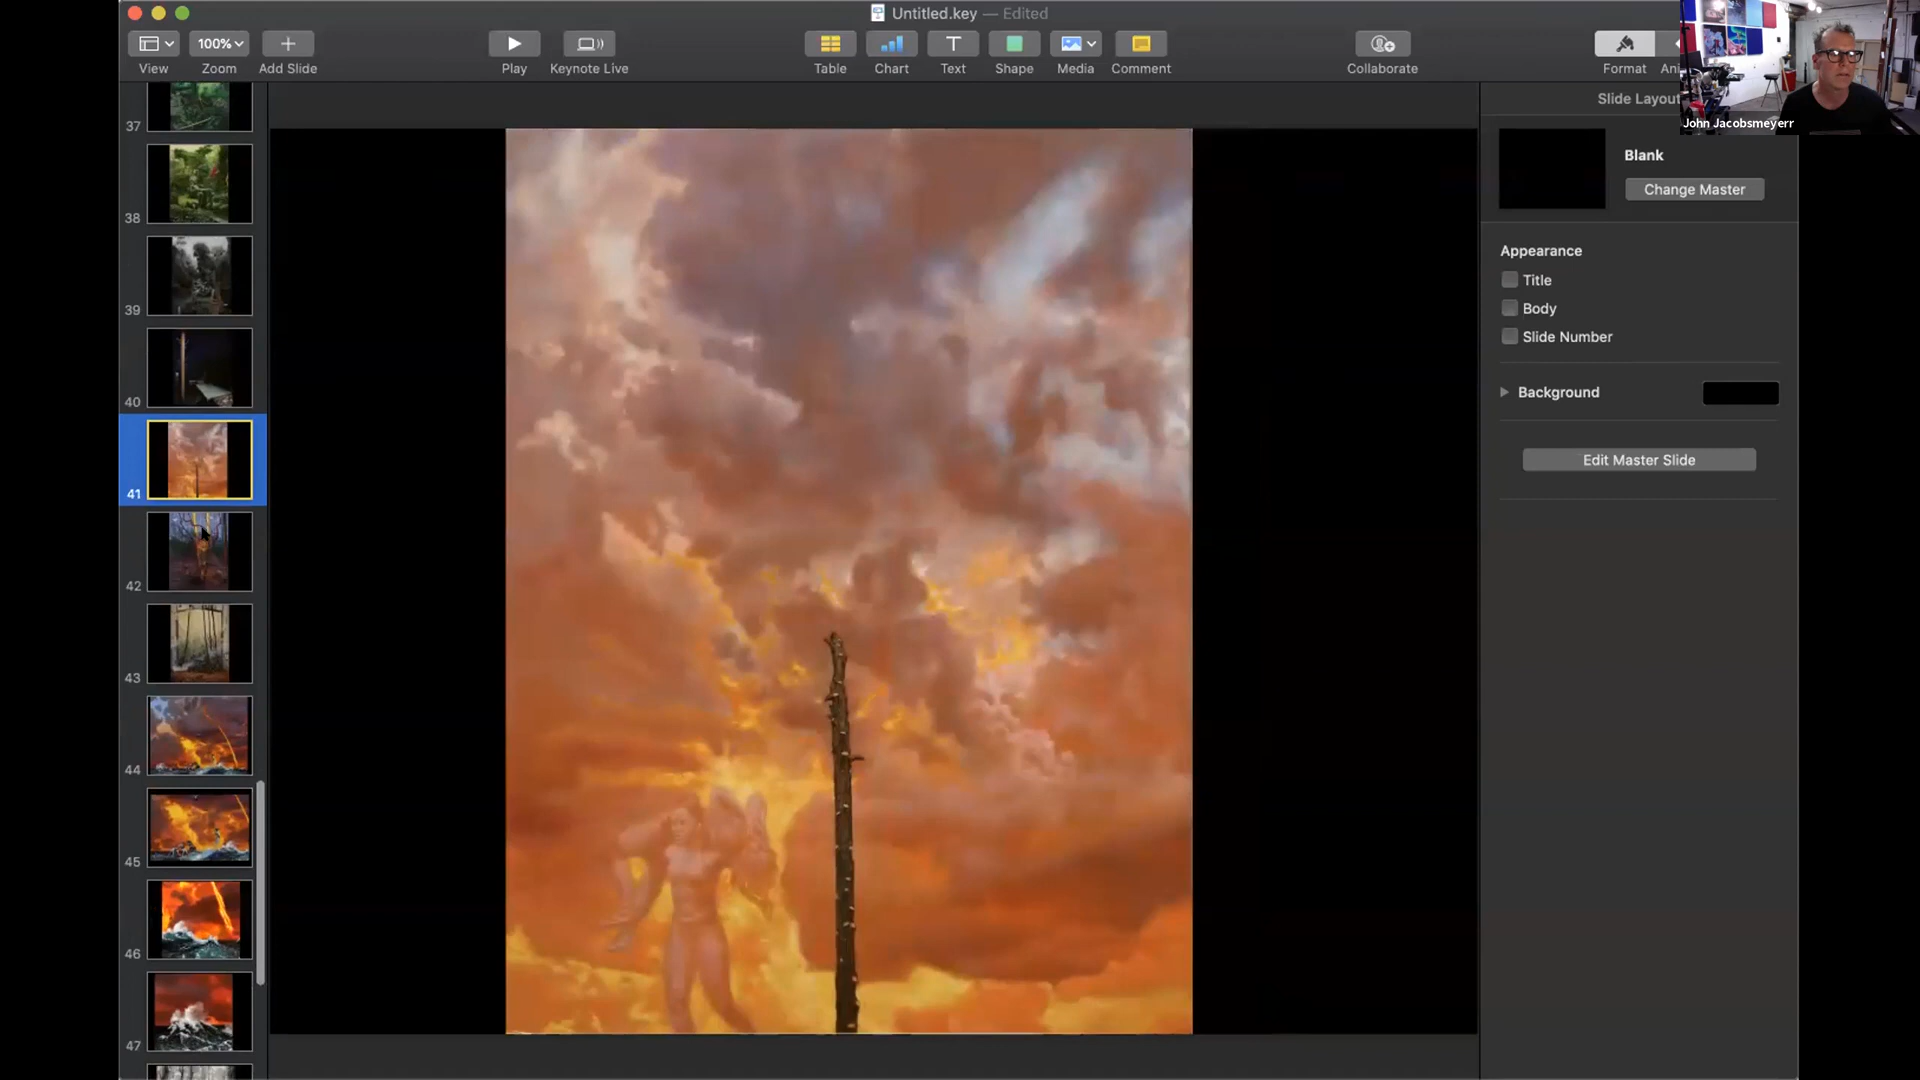 Untitled.key — Edited
100%
View
Zoom
Add Slide
Play
Keynote Live
Table
Chart
Text
Shape
Media
Comment
Collaborate
Format
Ani
Slide Layou
John Jacobsmeyerr
Blank
Change Master
Appearance
Title
Body
Slide Number
Background
Edit Master Slide
37
38
39
40
41
42
43
44
45
46
47